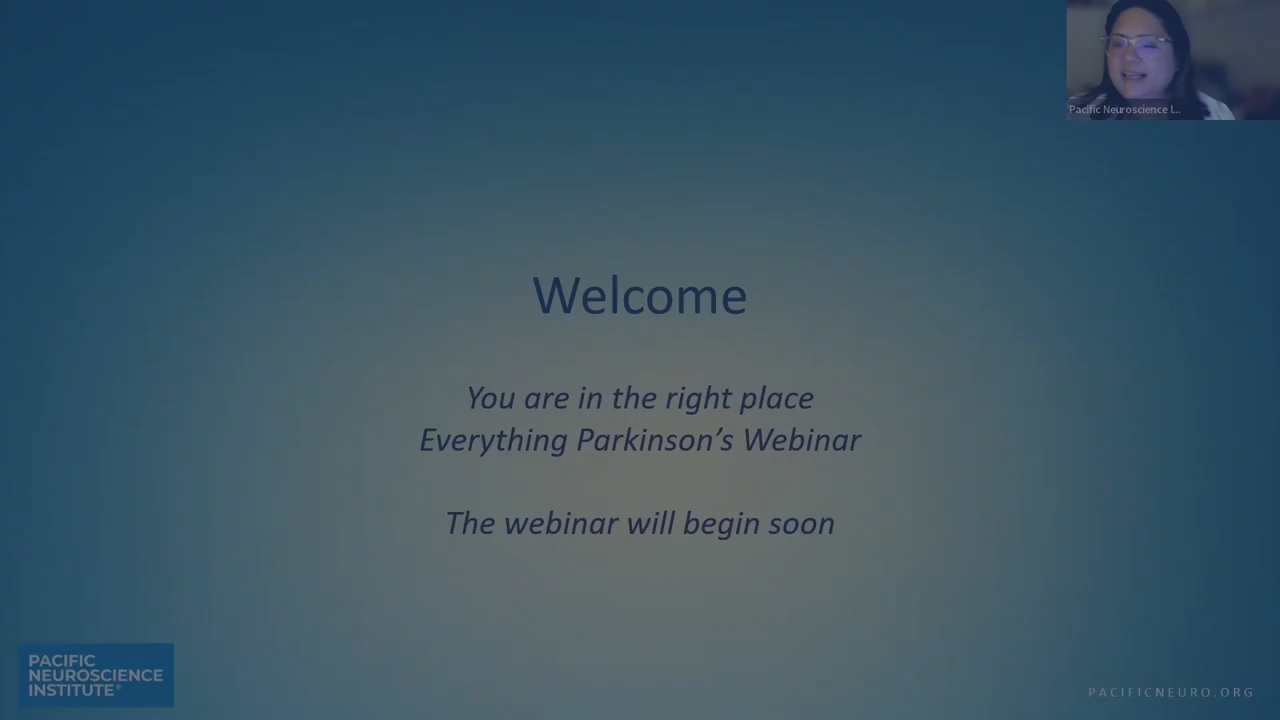 Pacific Neuroscience I...
Welcome
You are in the right place
Everything Parkinson’s Webinar
The webinar will begin soon
PACIFIC
NEUROSCIENCE
INSTITUTE®
PACIFICNEURO.ORG